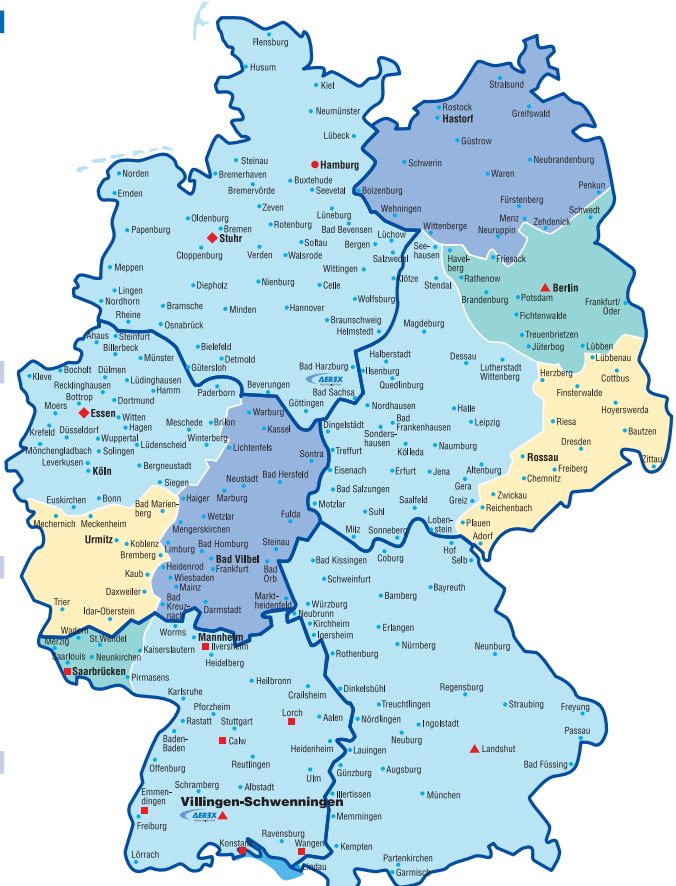 Flensburg
Husum
Stralsund
Kiel
Rostock
Greifswald
Hastorf
Neumünster
Lübeck
Güstrow
Steinau
Hamburg
Schwerin
Neubrandenburg
Norden
Bremerhaven
Buxtehude
Waren
Emden
Bremervörde
Seevetal
Boizenburg
Penkun
Zeven
Fürstenberg
Oldenburg
Lüneburg
Wehningen
Menz
Schwedt
Papenburg
Bremen
Rotenburg
Bad Bevensen
Wittenberge
Zehdenick
Stuhr
Soltau
Bergen
Lüchow
Neuruppin
Cloppenburg
Verden
Walsrode
Salzwedel
See-
hausen
Havel-
berg
Friesack
Meppen
Wittingen
Klötze
Rathenow
Lingen
Diepholz
Nienburg
Celle
Stendal
Berlin
Nordhorn
Bramsche
Minden
Hannover
Wolfsburg
Brandenburg
Potsdam
Frankfurt/
Oder
Rheine
Osnabrück
Braunschweig
Fichtenwalde
Helmstedt
Magdeburg
Treuenbrietzen
Ahaus
Steinfurt
Bielefeld
Jüterbog
Lübben
Billerbeck
Münster
Detmold
Halberstadt
Dessau
Lübbenau
Bocholt
Dülmen
Gütersloh
Bad Harzburg
Ilsenburg
Lutherstadt
Wittenberg
Herzberg
Cottbus
Kleve
Recklinghausen
Lüdinghausen
AEREX
Quedlinburg
Finsterwalde
Bottrop
Hamm
Paderborn
Beverungen
Bad Sachsa
Moers
Dortmund
Göttingen
Nordhausen
Halle
Hoyerswerda
Essen
Witten
Warburg
Bad
Frankenhausen
Leipzig
Riesa
Krefeld
Düsseldorf
Hagen
Meschede
Brilon
Kassel
Dingelstädt
Sonders-
hausen
Bautzen
Wuppertal
Lüdenscheid
Winterberg
Lichtenfels
Treffurt
Kölleda
Naumburg
Dresden
Mönchengladbach
Solingen
Sontra
Rossau
Zittau
Leverkusen
Köln
Bergneustadt
Eisenach
Erfurt
Jena
Altenburg
Freiberg
Siegen
Neustadt
Bad Hersfeld
Gera
Chemnitz
Euskirchen
Bonn
Haiger
Marburg
Bad Salzungen
Saalfeld
Greiz
Zwickau
Bad Marien-
berg
Motzlar
Suhl
Reichenbach
Mechernich
Meckenheim
Wetzlar
Fulda
Loben-
stein
Plauen
Mengerskirchen
Milz
Sonneberg
Urmitz
Koblenz
Limburg
Bad Homburg
Steinau
Adorf
Bremberg
Bad Vilbel
Coburg
Hof
Heidenrod
Frankfurt
Bad
Orb
Bad Kissingen
Selb
Kaub
Wiesbaden
Schweinfurt
Daxweiler
Mainz
Bayreuth
Trier
Bad
Kreuz-
nach
Markt-
heidenfeld
Bamberg
Idar-Oberstein
Darmstadt
Würzburg
Neubrunn
Wadern
St.Wendel
Worms
Mannheim
Kirchheim
Erlangen
Merzig
Kaiserslautern
Ilversheim
Igersheim
Nürnberg
Saarlouis
Neunkirchen
Heidelberg
Rothenburg
Neunburg
Saarbrücken
Pirmasens
Heilbronn
Karlsruhe
Crailsheim
Dinkelsbühl
Regensburg
Pforzheim
Treuchtlingen
Straubing
Freyung
Rastatt
Stuttgart
Lorch
Aalen
Nördlingen
Ingolstadt
Baden-
Baden
Calw
Neuburg
Passau
Heidenheim
Lauingen
Landshut
Offenburg
Reutlingen
Günzburg
Augsburg
Bad Füssing
Ulm
Schramberg
Albstadt
Emmen-
dingen
Illertissen
München
Villingen-Schwenningen
AEREX
Memmingen
Freiburg
Ravensburg
Konstanz
Wangen
Kempten
Lörrach
Lindau
Partenkirchen
Garmisch